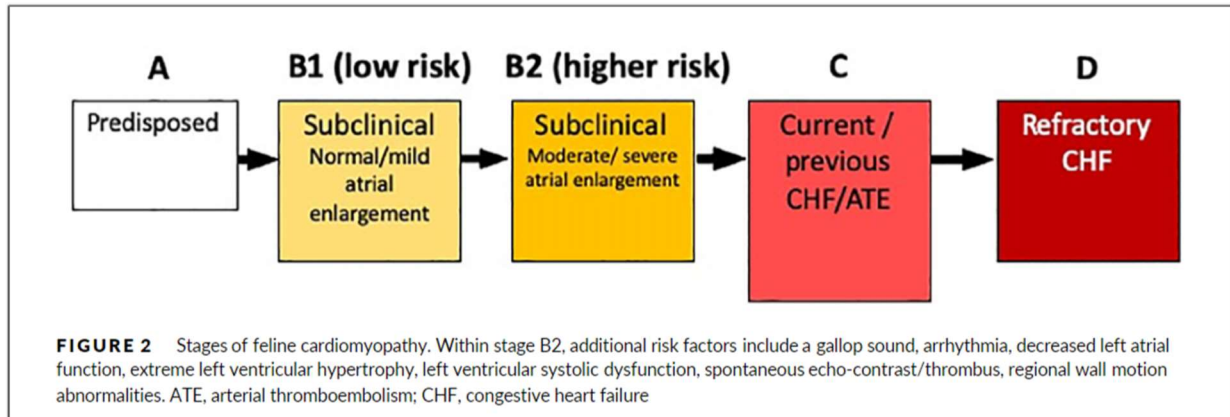 A
B1 (low risk)
B2 (higher risk)
C
D
Predisposed
Subclinical
Normal/mild
atrial
enlargement
Subclinical
Moderate/ severe
atrial enlargement
Current /
previous
CHF/ATE
Refractory
CHF
FIGURE 2 Stages of feline cardiomyopathy. Within stage B2, additional risk factors include a gallop sound, arrhythmia, decreased left atrial
function, extreme left ventricular hypertrophy, left ventricular systolic dysfunction, spontaneous echo-contrast/thrombus, regional wall motion
abnormalities. ATE, arterial thromboembolism; CHF, congestive heart failure